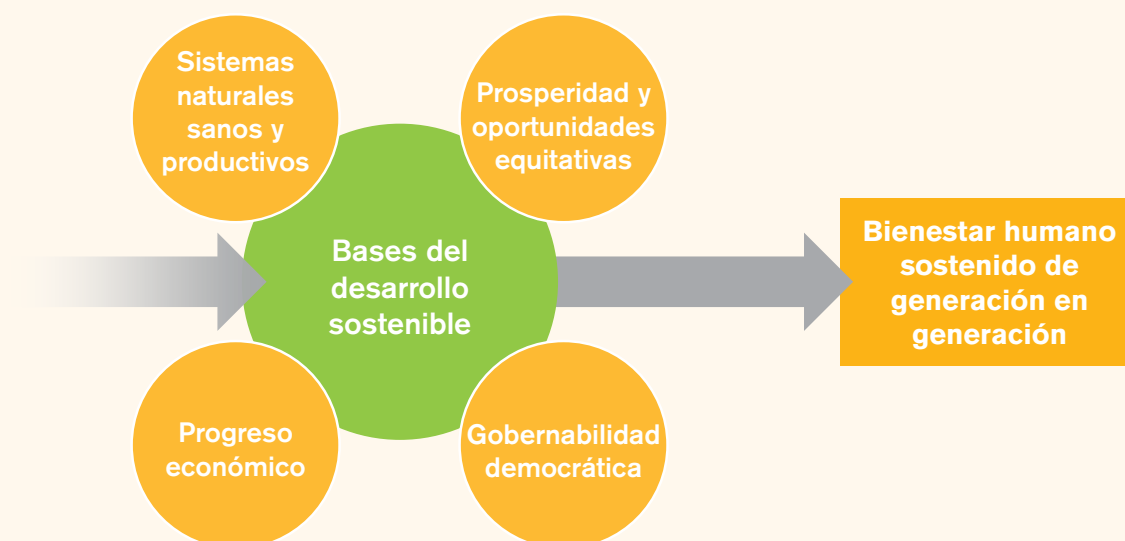 Sistemas
naturales
sanos y
productivos
Prosperidad y
oportunidades
equitativas
Bases del
desarrollo
sostenible
Bienestar humano
sostenido de
generación en
generación
Progreso
económico
Gobernabilidad
democrática